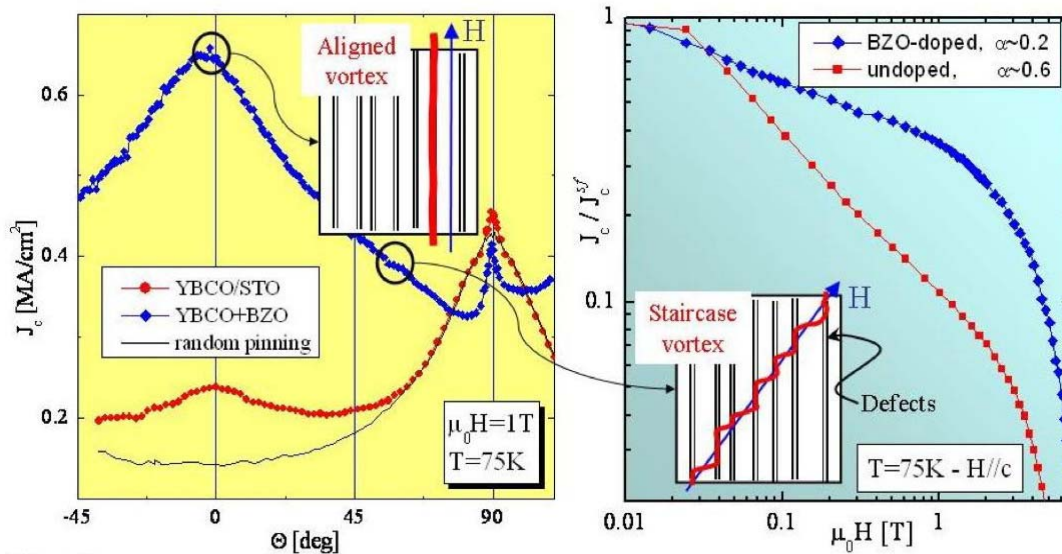 Aligned
vortex
H
0.6
0.4
0.2
J_c [MA/cm²]
YBCO/STO
YBCO+BZO
random pinning
μ₀H=1T
T=75K
-45
0
45
90
Θ [deg]
1
0.1
J_c / J_c^sf
BZO-doped, α~0.2
undoped, α~0.6
Staircase
vortex
H
Defects
T=75K - H//c
0.01
0.1
1
μ₀H [T]